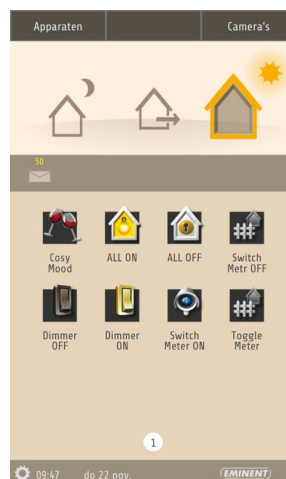 Apparaten
Camera's
50
Cosy
Mood
ALL ON
ALL OFF
Switch
Metr OFF
Dimmer
OFF
Dimmer
ON
Switch
Meter ON
Toggle
Meter
1
09:47 do 22 nov.
EMINENT